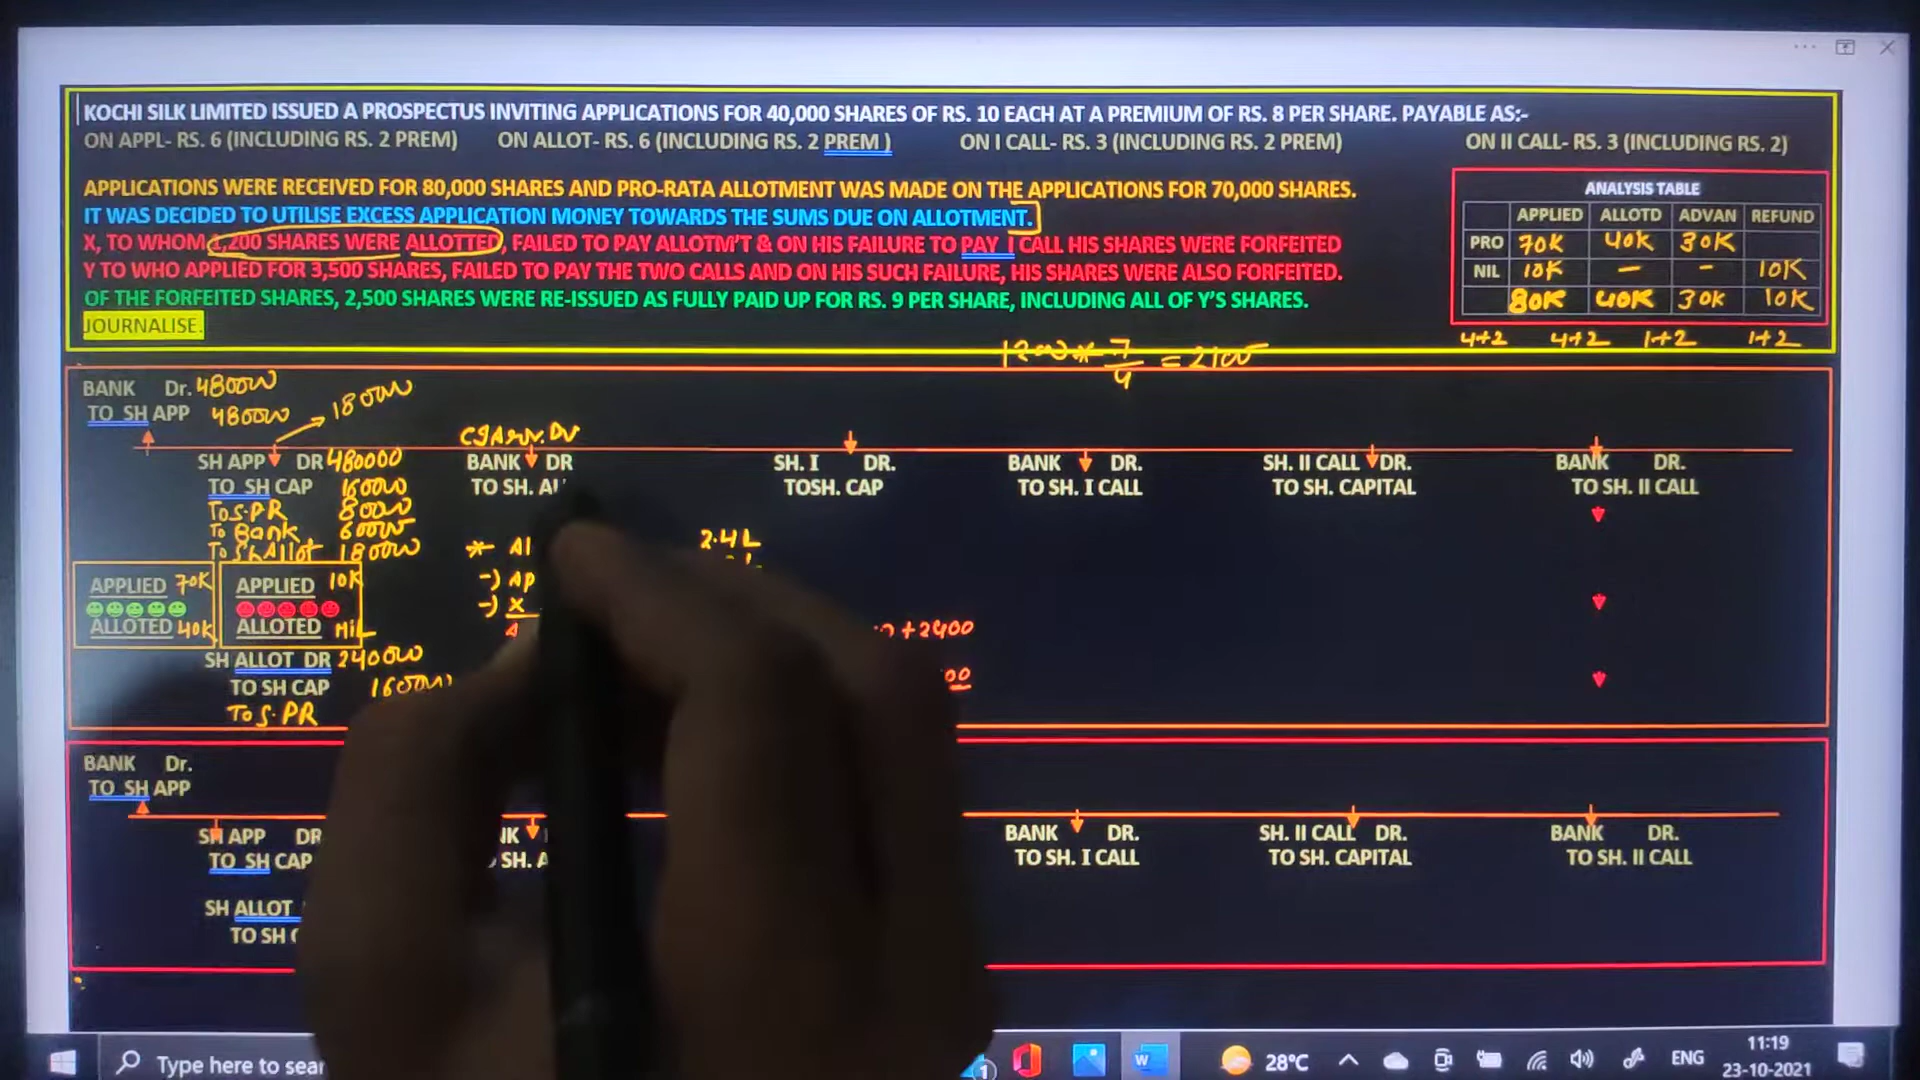 KOCHI SILK LIMITED ISSUED A PROSPECTUS INVITING APPLICATIONS FOR 40,000 SHARES OF RS. 10 EACH AT A PREMIUM OF RS. 8 PER SHARE. PAYABLE AS:-
ON APPL- RS. 6 (INCLUDING RS. 2 PREM) ON ALLOT- RS. 6 (INCLUDING RS. 2 PREM ) ON I CALL- RS. 3 (INCLUDING RS. 2 PREM) ON II CALL- RS. 3 (INCLUDING RS. 2)
APPLICATIONS WERE RECEIVED FOR 80,000 SHARES AND PRO-RATA ALLOTMENT WAS MADE ON THE APPLICATIONS FOR 70,000 SHARES.
IT WAS DECIDED TO UTILISE EXCESS APPLICATION MONEY TOWARDS THE SUMS DUE ON ALLOTMENT.
X, TO WHOM 1,200 SHARES WERE ALLOTTED, FAILED TO PAY ALLOTM'T & ON HIS FAILURE TO PAY I CALL HIS SHARES WERE FORFEITED
Y TO WHO APPLIED FOR 3,500 SHARES, FAILED TO PAY THE TWO CALLS AND ON HIS SUCH FAILURE, HIS SHARES WERE ALSO FORFEITED.
OF THE FORFEITED SHARES, 2,500 SHARES WERE RE-ISSUED AS FULLY PAID UP FOR RS. 9 PER SHARE, INCLUDING ALL OF Y'S SHARES.
JOURNALISE.
ANALYSIS TABLE
APPLIED ALLOTD ADVAN REFUND
PRO 70K 40K 30K
NIL 10K - - 10K
80K 40K 30K 10K
4+2 4+2 1+2 1+2
1200 * 7/4 = 2100
BANK Dr. 480000
TO SH APP 480000
180000
SH APP DR 480000
TO SH CAP 160000
TO S.PR 80000
To Bank 60000
To Sh Allot 180000
APPLIED 70K
ALLOTED 40K
APPLIED 10K
ALLOTED NIL
SH ALLOT DR 240000
TO SH CAP 160000
TO S.PR
BANK DR
TO SH.
2.4L
-) AP
-) X
+2400
SH. I DR.
TOSH. CAP
BANK DR.
TO SH. I CALL
SH. II CALL DR.
TO SH. CAPITAL
BANK DR.
TO SH. II CALL
BANK Dr.
TO SH APP
SH APP DR
TO SH CAP
SH ALLOT
TO SH
BANK DR.
TO SH. I CALL
SH. II CALL DR.
TO SH. CAPITAL
BANK DR.
TO SH. II CALL
Type here to sear
1
28°C
ENG
11:19
23-10-2021